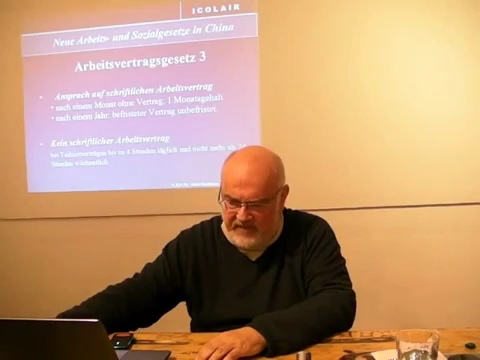 ICOLAIR
Neue Arbeits- und Sozialgesetze in China
Arbeitsvertragsgesetz 3
• Anspruch auf schriftlichen Arbeitsvertrag
• nach einem Monat ohne Vertrag: 1 Monatsgehalt
• nach einem Jahr: befristeter Vertrag unbefristet
• Kein schriftlicher Arbeitsvertrag
bei Teilzeitverträgen bis zu 4 Stunden täglich und nicht mehr als 24
Stunden wöchentlich